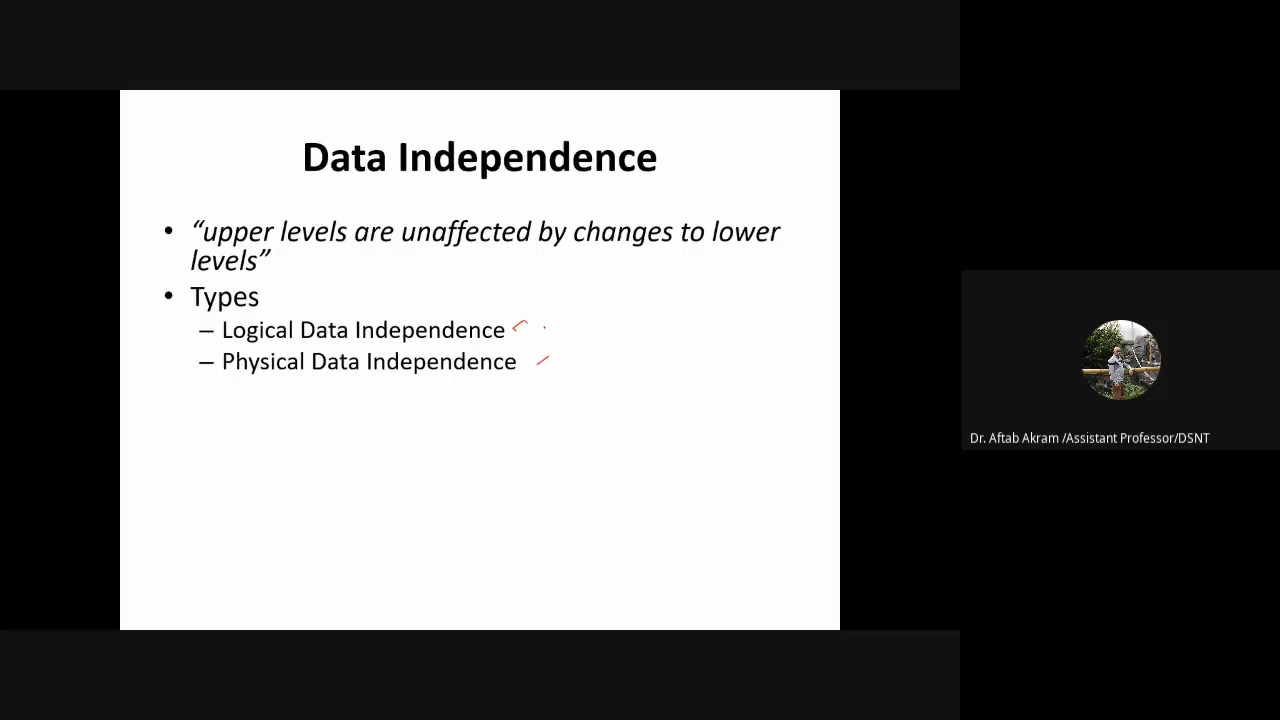 Data Independence
• “upper levels are unaffected by changes to lower
levels”
• Types
– Logical Data Independence
– Physical Data Independence
Dr. Aftab Akram /Assistant Professor/DSNT